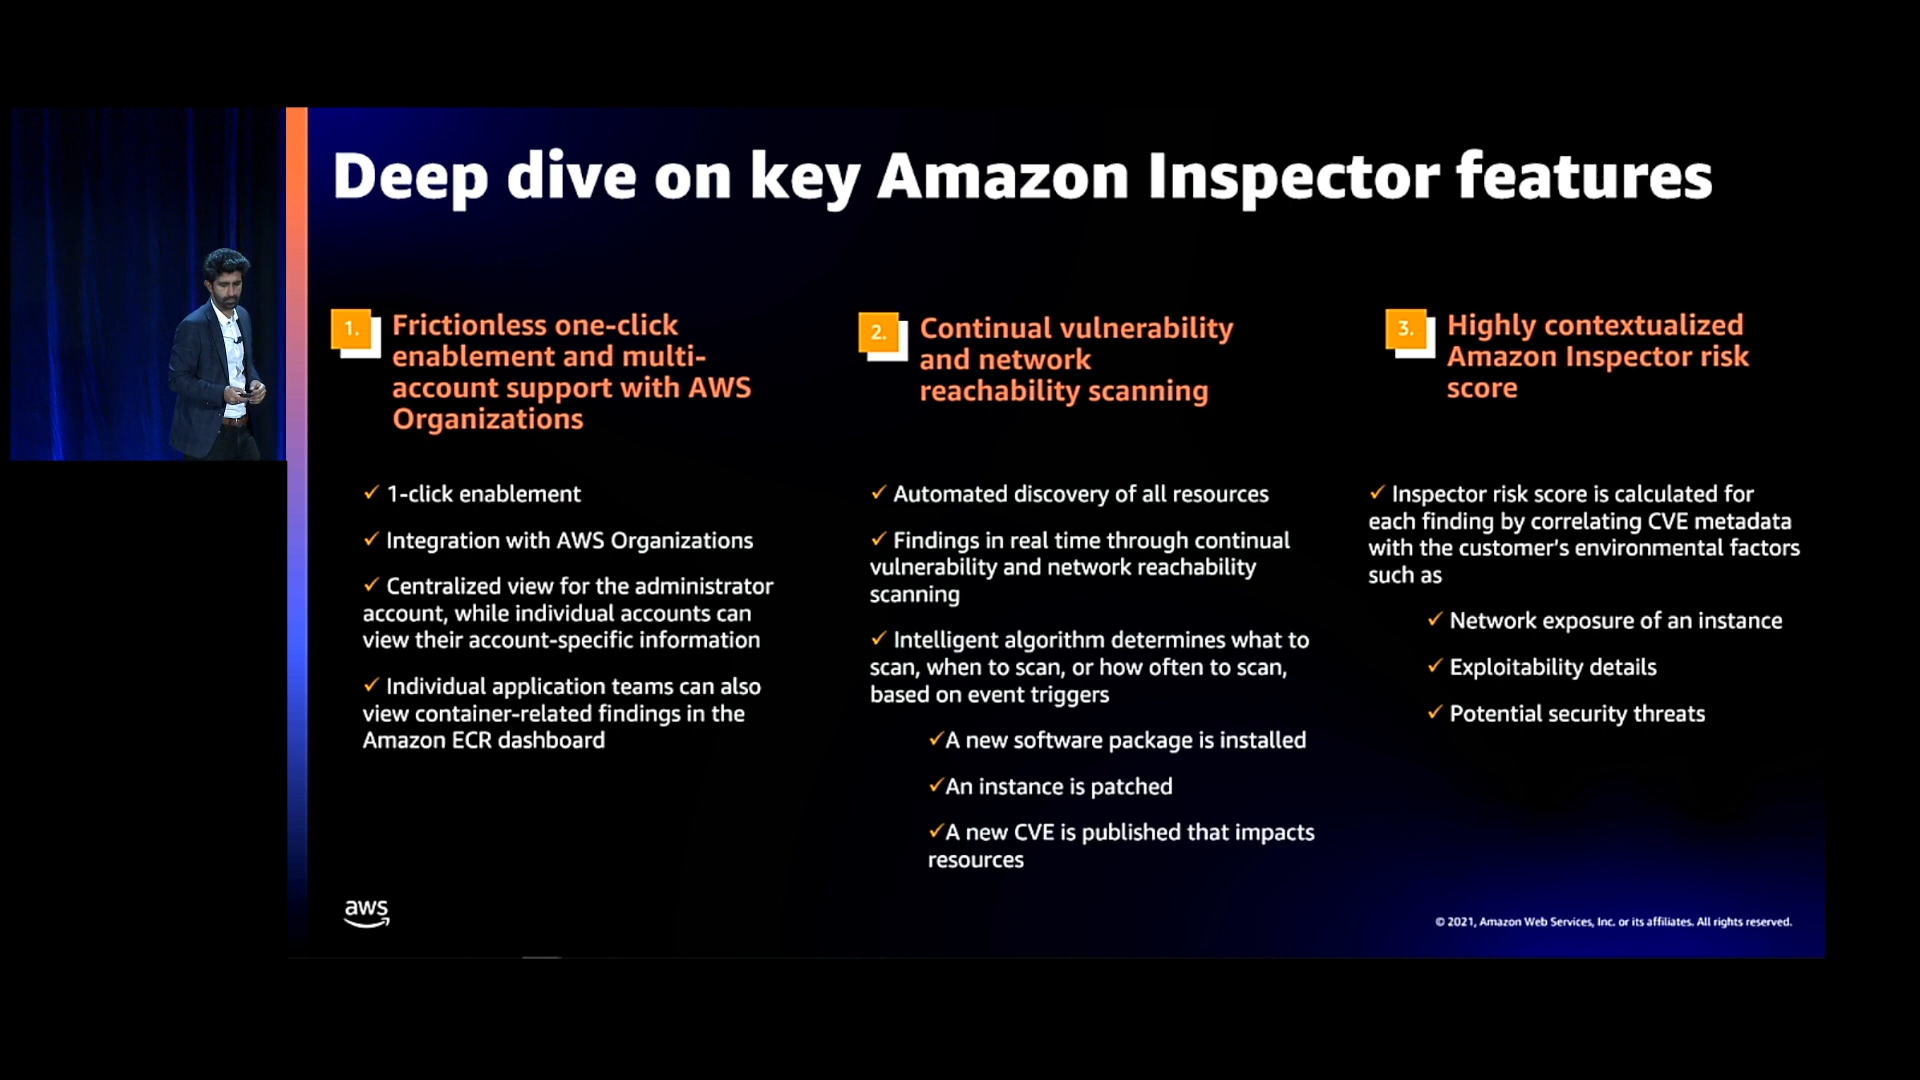 Deep dive on key Amazon Inspector features
1.
Frictionless one-click
enablement and multi-
account support with AWS
Organizations
✓ 1-click enablement
✓ Integration with AWS Organizations
✓ Centralized view for the administrator
account, while individual accounts can
view their account-specific information
✓ Individual application teams can also
view container-related findings in the
Amazon ECR dashboard
2.
Continual vulnerability
and network
reachability scanning
✓ Automated discovery of all resources
✓ Findings in real time through continual
vulnerability and network reachability
scanning
✓ Intelligent algorithm determines what to
scan, when to scan, or how often to scan,
based on event triggers
✓A new software package is installed
✓An instance is patched
✓A new CVE is published that impacts
resources
3.
Highly contextualized
Amazon Inspector risk
score
✓ Inspector risk score is calculated for
each finding by correlating CVE metadata
with the customer’s environmental factors
such as
✓ Network exposure of an instance
✓ Exploitability details
✓ Potential security threats
aws
© 2021, Amazon Web Services, Inc. or its affiliates. All rights reserved.